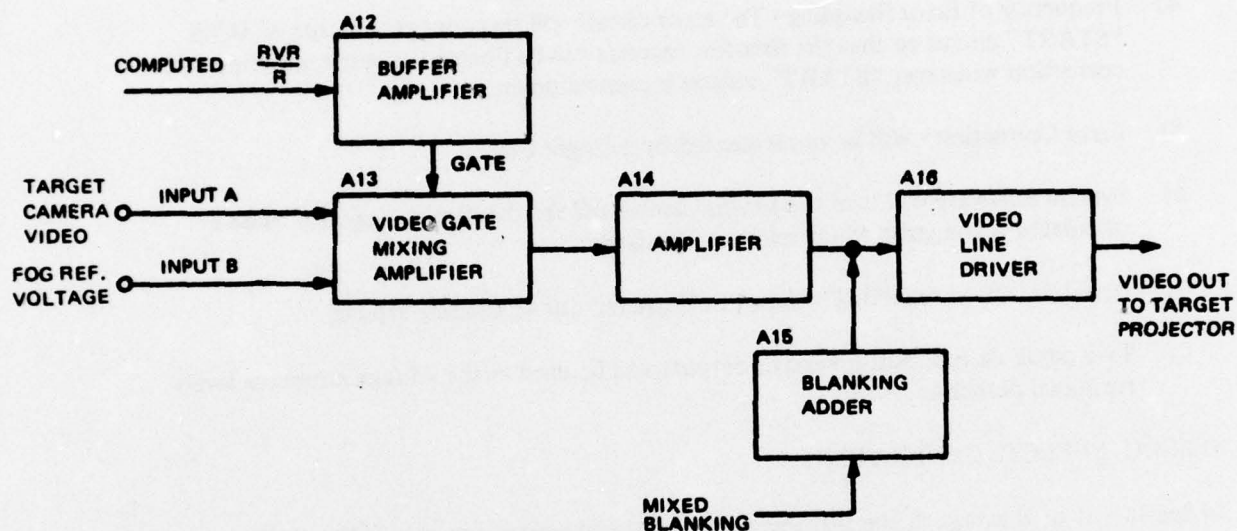 A12
COMPUTED RVR
R
BUFFER
AMPLIFIER
GATE
A13
A14
A16
TARGET
CAMERA
VIDEO
INPUT A
FOG REF.
VOLTAGE
INPUT B
VIDEO GATE
MIXING
AMPLIFIER
AMPLIFIER
VIDEO
LINE
DRIVER
VIDEO OUT
TO TARGET
PROJECTOR
A15
BLANKING
ADDER
MIXED
BLANKING